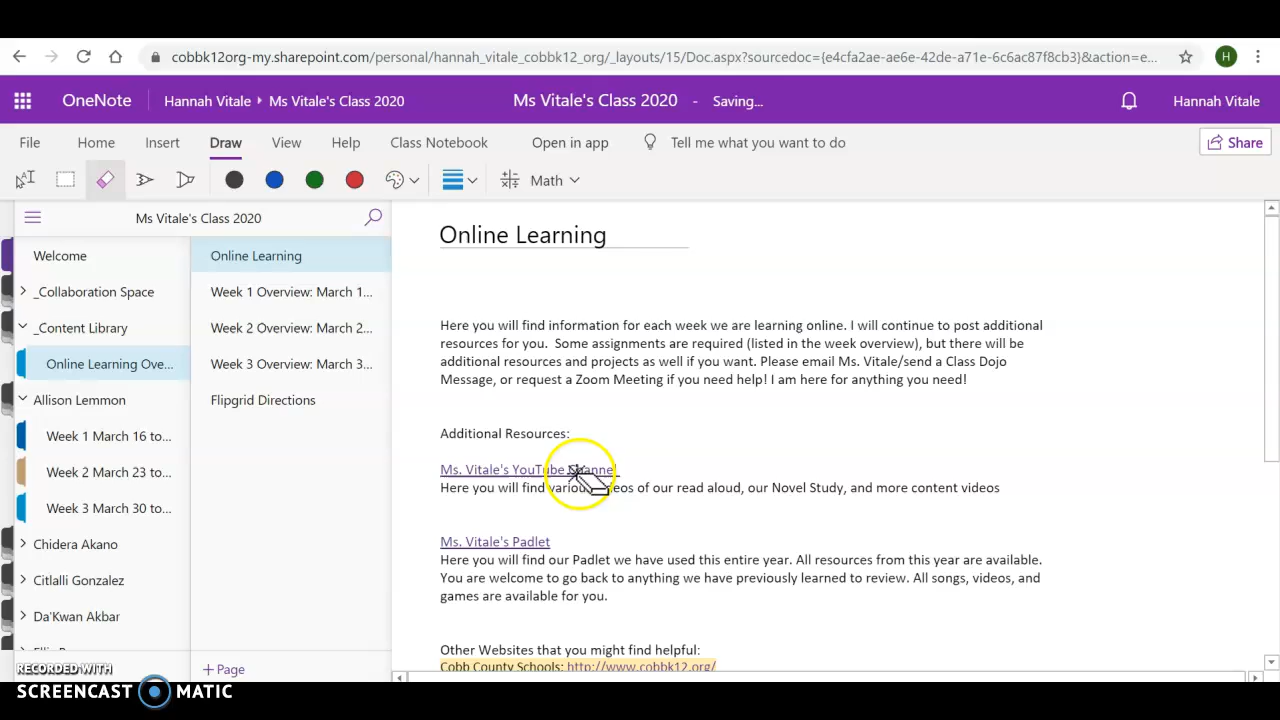 cobbk12org-my.sharepoint.com/personal/hannah_vitale_cobbk12_org/_layouts/15/Doc.aspx?sourcedoc={e4cfa2ae-ae6e-42de-a71e-6c6ac87f8cb3}&action=e...
H
OneNote
Hannah Vitale ▸ Ms Vitale's Class 2020
Ms Vitale's Class 2020 - Saving...
Hannah Vitale
File Home Insert Draw View Help Class Notebook Open in app Tell me what you want to do
Share
Math
Ms Vitale's Class 2020
Welcome
_Collaboration Space
_Content Library
Online Learning Ove...
Allison Lemmon
Week 1 March 16 to...
Week 2 March 23 to...
Week 3 March 30 to...
Chidera Akano
Citlalli Gonzalez
Da'Kwan Akbar
Online Learning
Week 1 Overview: March 1...
Week 2 Overview: March 2...
Week 3 Overview: March 3...
Flipgrid Directions
+ Page
Online Learning
Here you will find information for each week we are learning online. I will continue to post additional
resources for you.  Some assignments are required (listed in the week overview), but there will be
additional resources and projects as well if you want. Please email Ms. Vitale/send a Class Dojo
Message, or request a Zoom Meeting if you need help! I am here for anything you need!
Additional Resources:
Ms. Vitale's YouTube Channel
Here you will find various videos of our read aloud, our Novel Study, and more content videos
Ms. Vitale's Padlet
Here you will find our Padlet we have used this entire year. All resources from this year are available.
You are welcome to go back to anything we have previously learned to review. All songs, videos, and
games are available for you.
Other Websites that you might find helpful:
Cobb County Schools: http://www.cobbk12.org/
RECORDED WITH
SCREENCAST MATIC